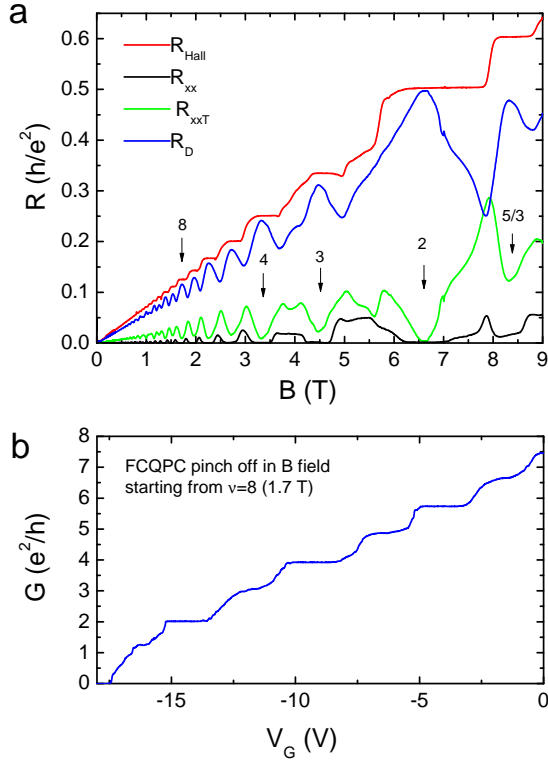 a
0.6
0.5
0.4
0.3
0.2
0.1
0.0
R (h/e²)
R_Hall
R_xx
R_xxT
R_D
8
4
3
2
5/3
0 1 2 3 4 5 6 7 8 9
B (T)
b
8
7
6
5
4
3
2
1
0
G (e²/h)
FCQPC pinch off in B field
starting from ν=8 (1.7 T)
-15 -10 -5 0
V_G (V)